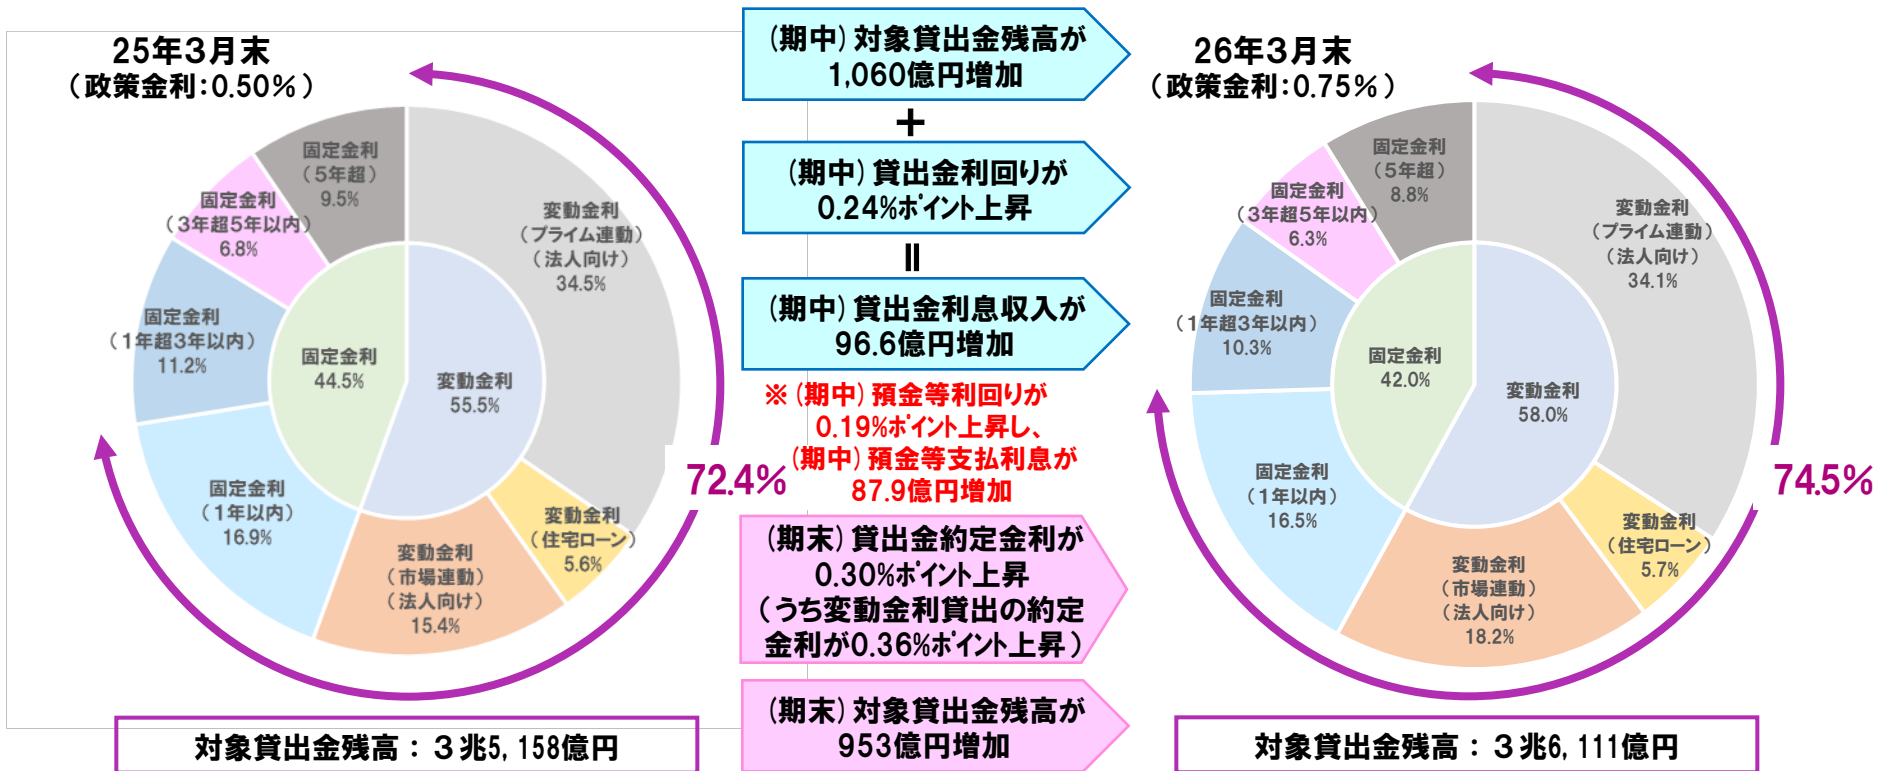 25年3月末
（政策金利：0.50％）
固定金利
（5年超）
9.5%
固定金利
（3年超5年以内）
6.8%
固定金利
（1年超3年以内）
11.2%
固定金利
（1年以内）
16.9%
変動金利
（市場連動）
（法人向け）
15.4%
変動金利
（住宅ローン）
5.6%
変動金利
（プライム連動）
（法人向け）
34.5%
固定金利
44.5%
変動金利
55.5%
72.4%
対象貸出金残高：３兆5,158億円
（期中）対象貸出金残高が
1,060億円増加
＋
（期中）貸出金利回りが
0.24%ﾎﾟｲﾝﾄ上昇
＝
（期中）貸出金利息収入が
96.6億円増加
※（期中）預金等利回りが
0.19%ﾎﾟｲﾝﾄ上昇し、
（期中）預金等支払利息が
87.9億円増加
（期末）貸出金約定金利が
0.30%ﾎﾟｲﾝﾄ上昇
（うち変動金利貸出の約定
金利が0.36%ﾎﾟｲﾝﾄ上昇）
（期末）対象貸出金残高が
953億円増加
26年3月末
（政策金利：0.75％）
固定金利
（5年超）
8.8%
固定金利
（3年超5年以内）
6.3%
固定金利
（1年超3年以内）
10.3%
固定金利
（1年以内）
16.5%
変動金利
（市場連動）
（法人向け）
18.2%
変動金利
（住宅ローン）
5.7%
変動金利
（プライム連動）
（法人向け）
34.1%
固定金利
42.0%
変動金利
58.0%
74.5%
対象貸出金残高：３兆6,111億円